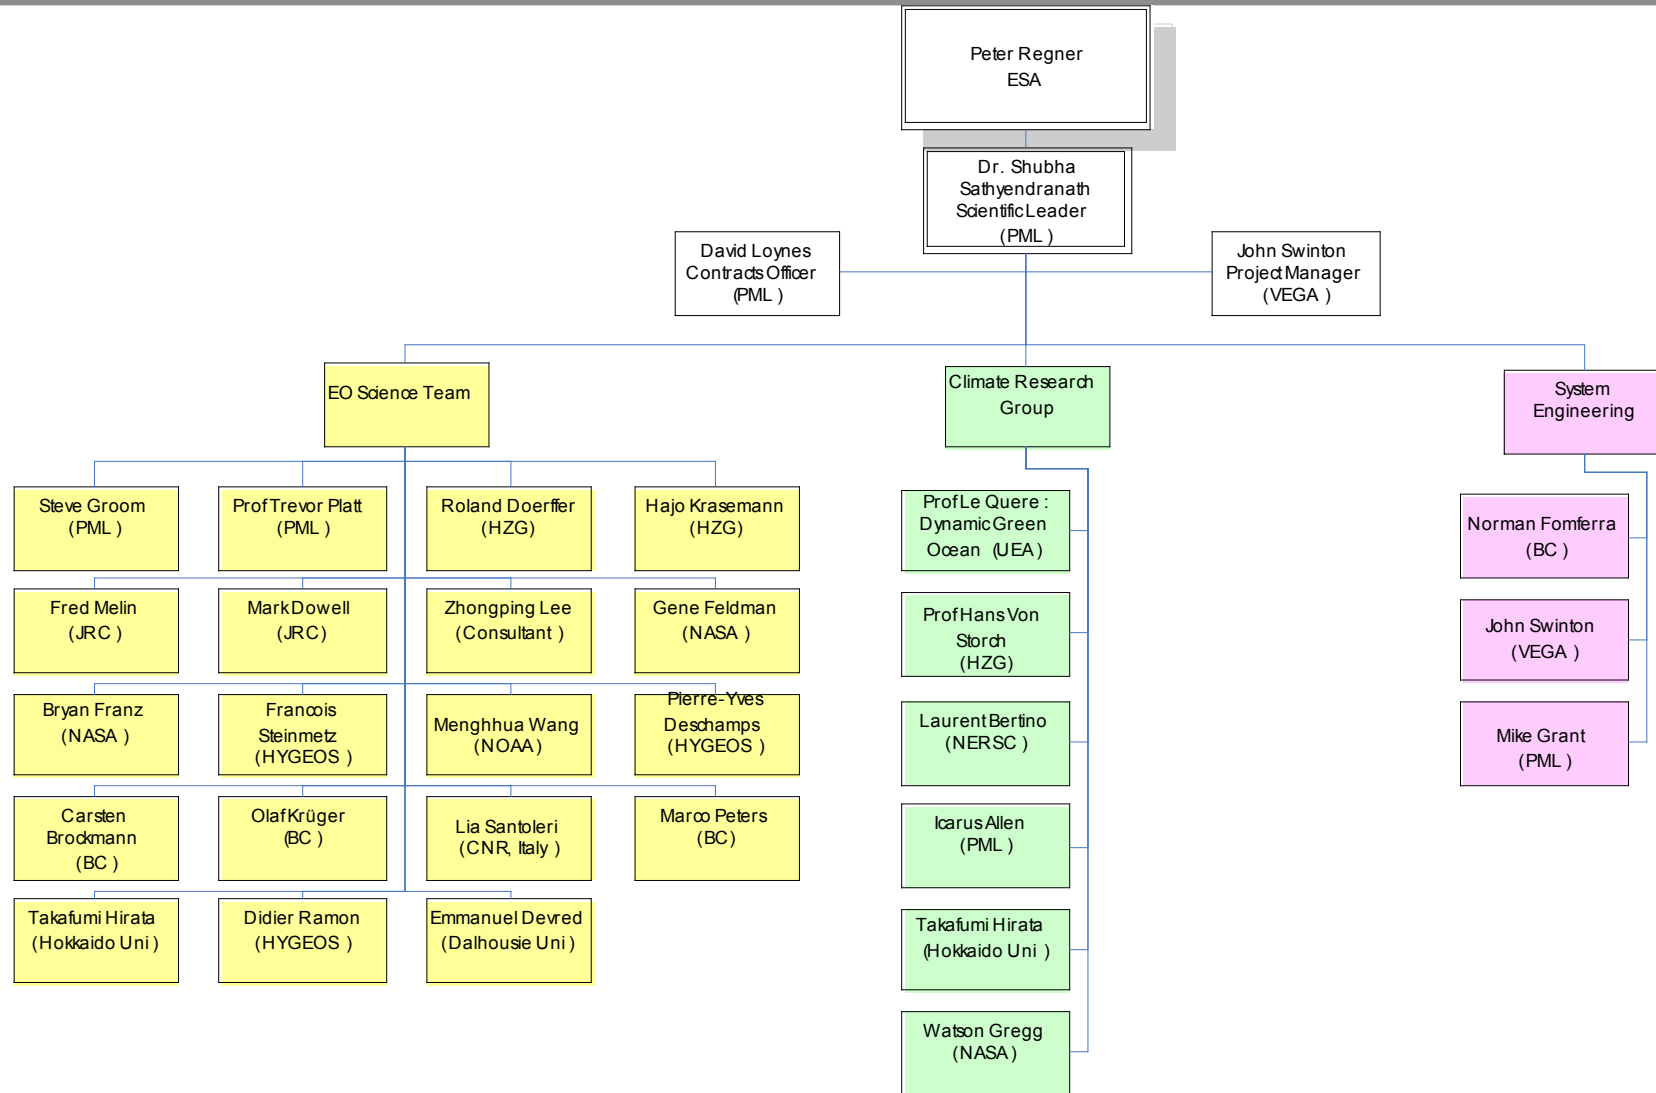 Peter Regner
ESA
Dr. Shubha
Sathyendranath
Scientific Leader
(PML )
David Loynes
Contracts Officer
(PML )
John Swinton
Project Manager
(VEGA )
EO Science Team
Climate Research
Group
System
Engineering
Steve Groom
(PML )
Prof Trevor Platt
(PML )
Roland Doerffer
(HZG)
Hajo Krasemann
(HZG)
Fred Melin
(JRC )
Mark Dowell
(JRC)
Zhongping Lee
(Consultant )
Gene Feldman
(NASA )
Bryan Franz
(NASA )
Francois
Steinmetz
(HYGEOS )
Menghhua Wang
(NOAA)
Pierre-Yves
Deschamps
(HYGEOS )
Carsten
Brockmann
(BC )
Olaf Krüger
(BC )
Lia Santoleri
(CNR, Italy )
Marco Peters
(BC)
Takafumi Hirata
(Hokkaido Uni )
Didier Ramon
(HYGEOS )
Emmanuel Devred
(Dalhousie Uni )
Prof Le Quere :
Dynamic Green
Ocean (UEA)
Prof Hans Von
Storch
(HZG)
Laurent Bertino
(NERSC )
Icarus Allen
(PML )
Takafumi Hirata
(Hokkaido Uni )
Watson Gregg
(NASA)
Norman Fomferra
(BC )
John Swinton
(VEGA )
Mike Grant
(PML )